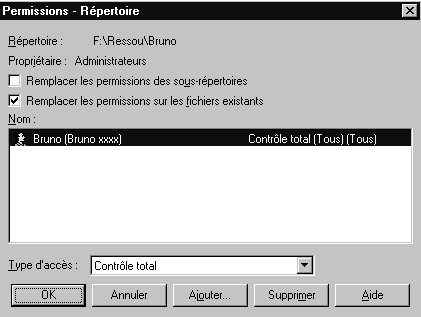 Permissions - Répertoire
Répertoire : F:\Ressou\Bruno
Propriétaire : Administrateurs
Remplacer les permissions des sous-répertoires
Remplacer les permissions sur les fichiers existants
Nom :
Bruno (Bruno xxxx) Contrôle total (Tous) (Tous)
Type d'accès : Contrôle total
OK Annuler Ajouter... Supprimer Aide